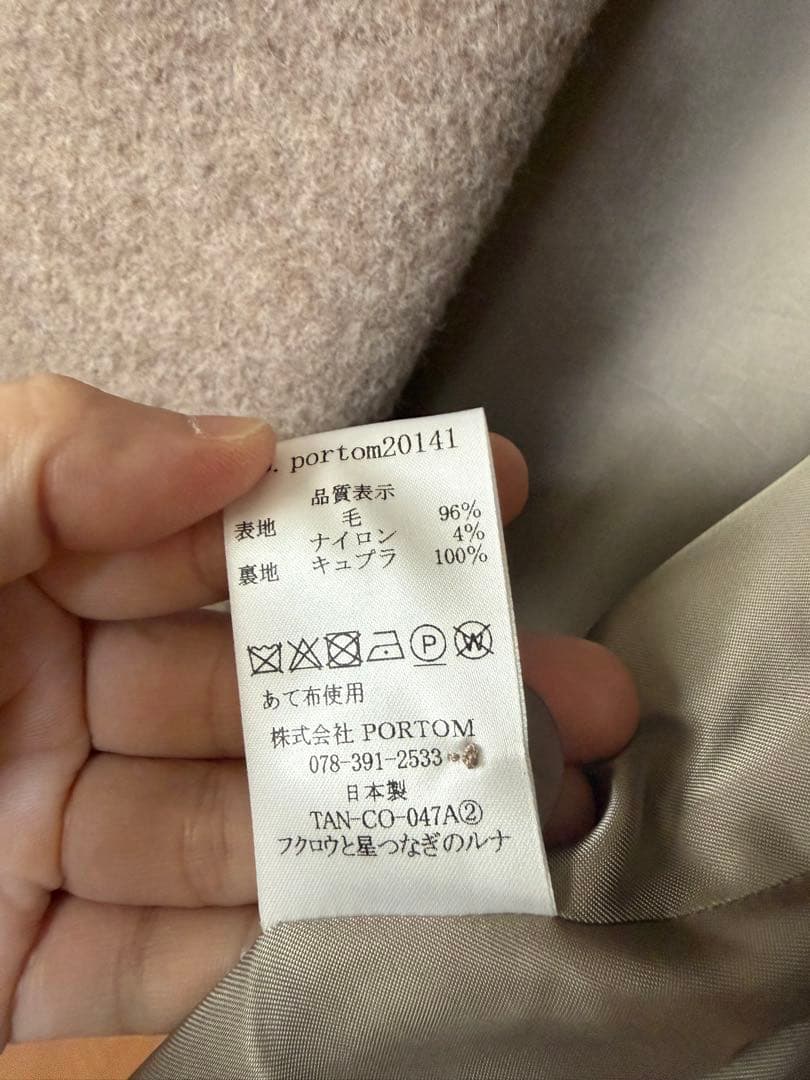 portom20141
品質表示
表地 毛 96%
ナイロン 4%
裏地 キュプラ 100%
P W
あて布使用
株式会社 PORTOM
078-391-2533
日本製
TAN-CO-047A②
フクロウと星つなぎのルナ